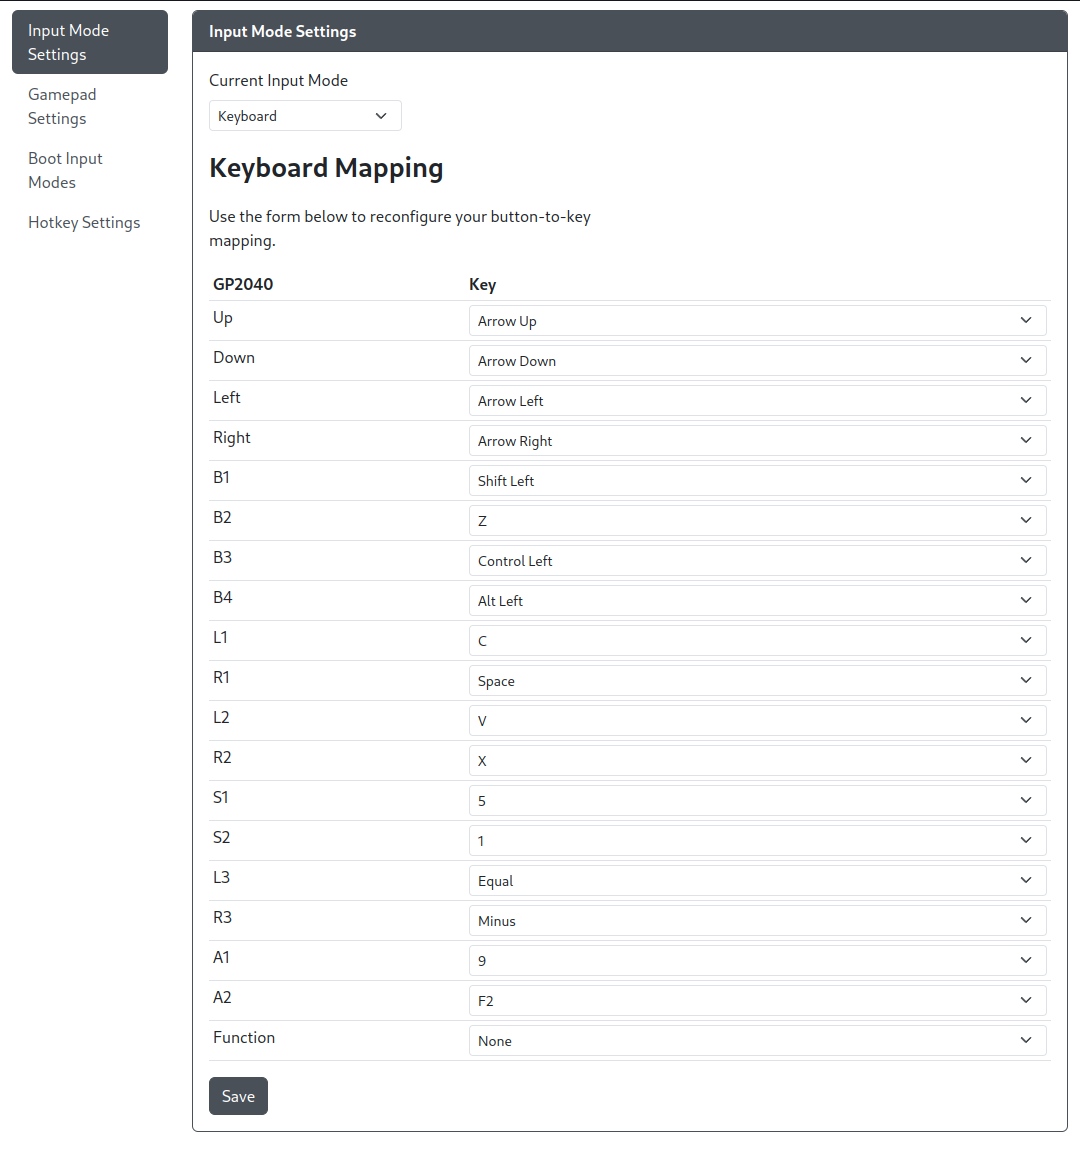 Input Mode
Settings
Gamepad
Settings
Boot Input
Modes
Hotkey Settings
Input Mode Settings
Current Input Mode
Keyboard
Keyboard Mapping
Use the form below to reconfigure your button-to-key
mapping.
GP2040 Key
Up Arrow Up
Down Arrow Down
Left Arrow Left
Right Arrow Right
B1 Shift Left
B2 Z
B3 Control Left
B4 Alt Left
L1 C
R1 Space
L2 V
R2 X
S1 5
S2 1
L3 Equal
R3 Minus
A1 9
A2 F2
Function None
Save